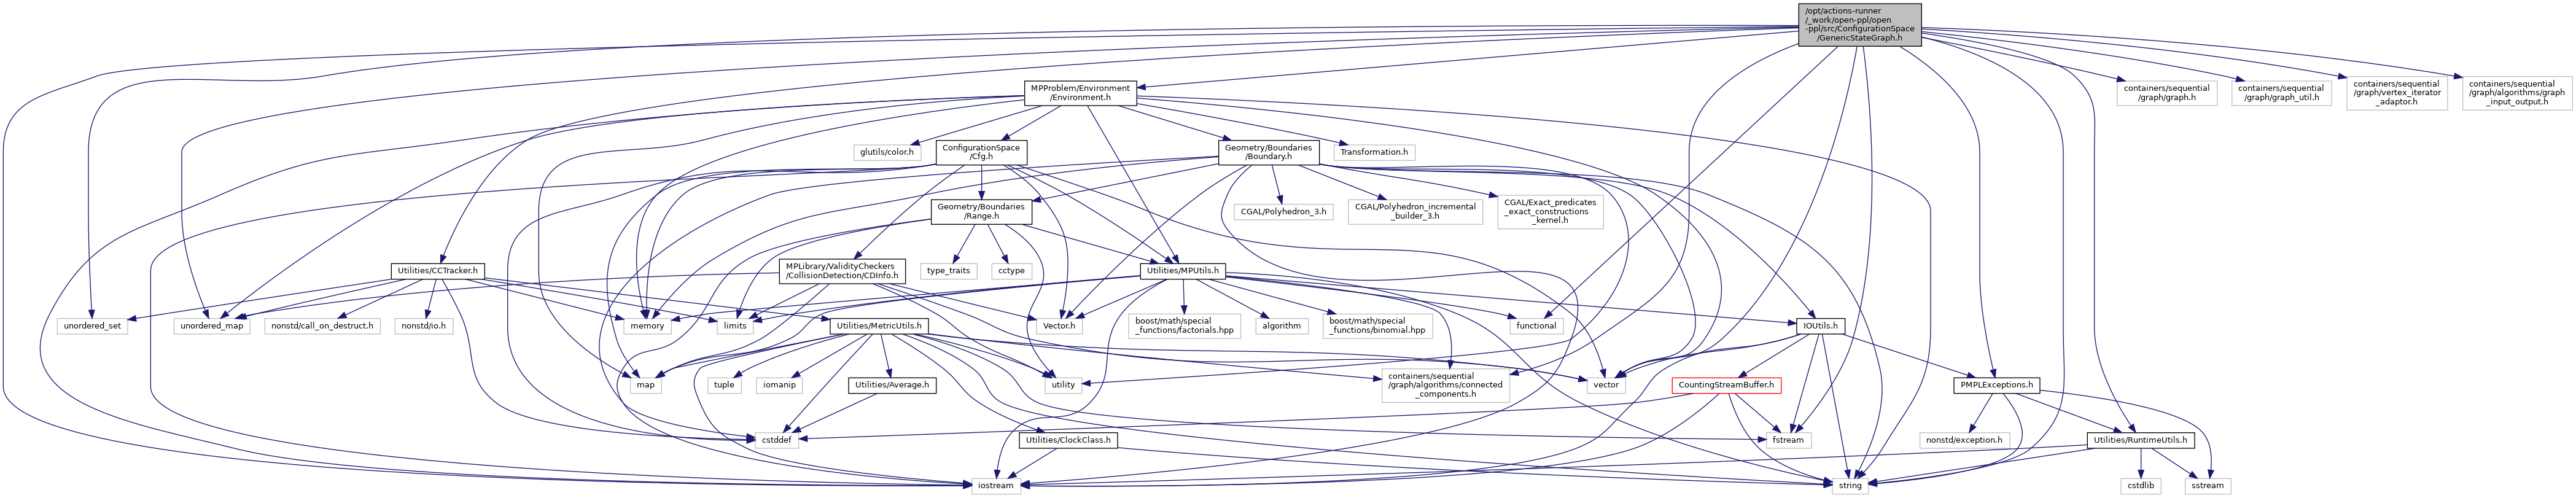 /opt/actions-runner
/_work/open-ppl/open
-ppl/src/ConfigurationSpace
/GenericStateGraph.h
MPProblem/Environment
/Environment.h
containers/sequential
/graph/graph.h
containers/sequential
/graph/graph_util.h
containers/sequential
/graph/vertex_iterator
_adaptor.h
containers/sequential
/graph/algorithms/graph
_input_output.h
glutils/color.h
ConfigurationSpace
/Cfg.h
Geometry/Boundaries
/Boundary.h
Transformation.h
Geometry/Boundaries
/Range.h
CGAL/Polyhedron_3.h
CGAL/Polyhedron_incremental
_builder_3.h
CGAL/Exact_predicates
_exact_constructions
_kernel.h
Utilities/CCTracker.h
MPLibrary/ValidityCheckers
/CollisionDetection/CDInfo.h
type_traits
cctype
Utilities/MPUtils.h
unordered_set
unordered_map
nonstd/call_on_destruct.h
nonstd/io.h
memory
limits
Utilities/MetricUtils.h
Vector.h
boost/math/special
_functions/factorials.hpp
algorithm
boost/math/special
_functions/binomial.hpp
functional
IOUtils.h
map
tuple
iomanip
Utilities/Average.h
utility
containers/sequential
/graph/algorithms/connected
_components.h
vector
CountingStreamBuffer.h
PMPLExceptions.h
cstddef
Utilities/ClockClass.h
fstream
nonstd/exception.h
Utilities/RuntimeUtils.h
iostream
string
cstdlib
sstream